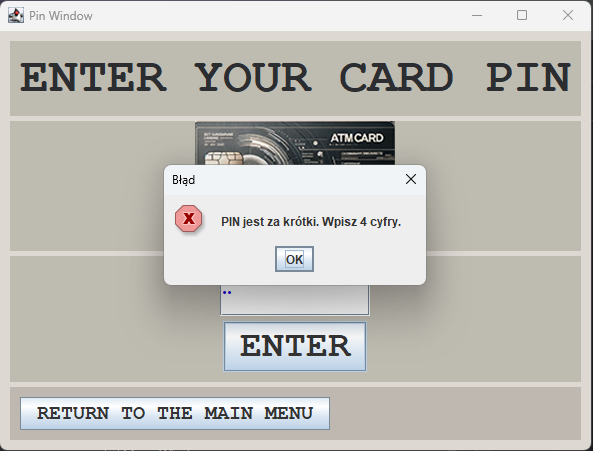 Pin Window
ENTER YOUR CARD PIN
ATM CARD
Błąd
PIN jest za krótki. Wpisz 4 cyfry.
OK
ENTER
RETURN TO THE MAIN MENU